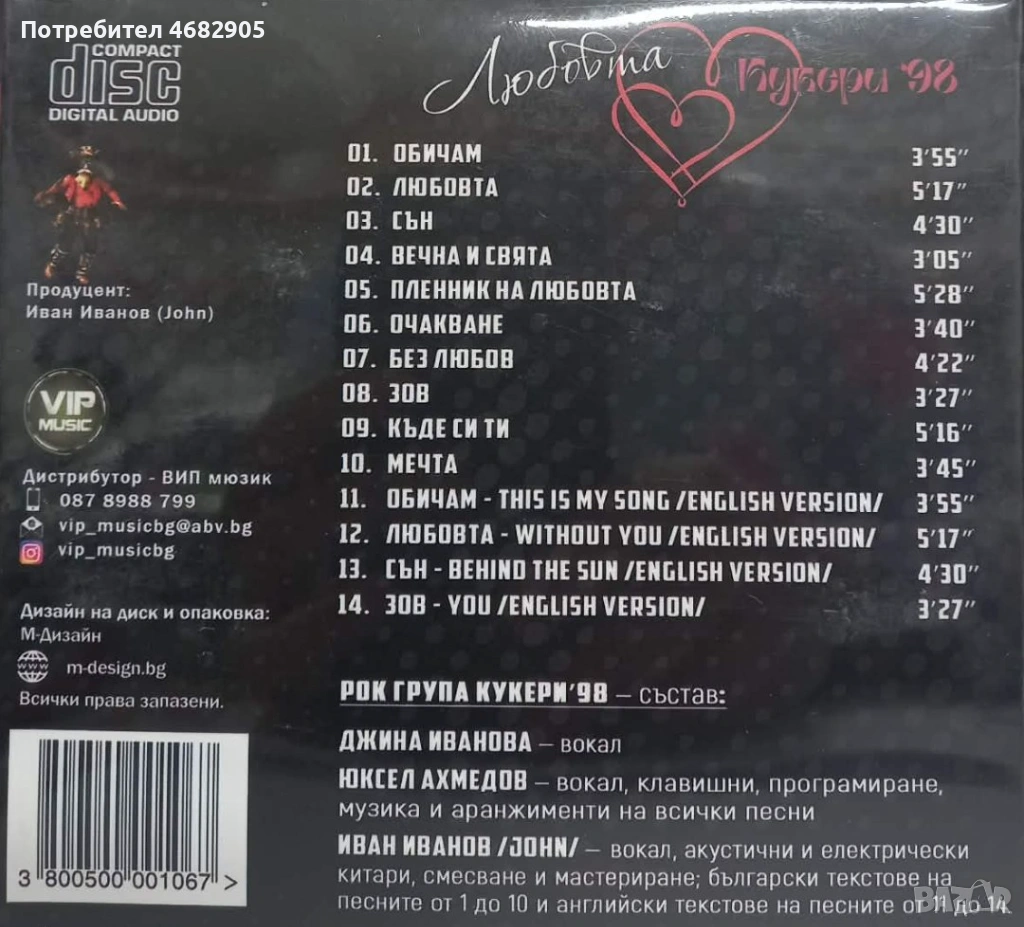 Потребител 4682905
COMPACT
disc
DIGITAL AUDIO
Любовта
Кукери '98
01. ОБИЧАМ 3'55"
02. ЛЮБОВТА 5'17"
03. СЪН 4'30"
04. ВЕЧНА И СВЯТА 3'05"
05. ПЛЕННИК НА ЛЮБОВТА 5'28"
06. ОЧАКВАНЕ 3'40"
07. БЕЗ ЛЮБОВ 4'22"
08. ЗОВ 3'27"
09. КЪДЕ СИ ТИ 5'16"
10. МЕЧТА 3'45"
11. ОБИЧАМ - THIS IS MY SONG /ENGLISH VERSION/ 3'55"
12. ЛЮБОВТА - WITHOUT YOU /ENGLISH VERSION/ 5'17"
13. СЪН - BEHIND THE SUN /ENGLISH VERSION/ 4'30"
14. ЗОВ - YOU /ENGLISH VERSION/ 3'27"
Продуцент:
Иван Иванов (John)
VIP
MUSIC
Дистрибутор - ВИП мюзик
087 8988 799
vip_musicbg@abv.bg
vip_musicbg
Дизайн на диск и опаковка:
М-Дизайн
www m-design.bg
Всички права запазени.
3 800500 001067 >
РОК ГРУПА КУКЕРИ'98 – състав:
ДЖИНА ИВАНОВА – вокал
ЮКСЕЛ АХМЕДОВ – вокал, клавишни, програмиране,
музика и аранжименти на всички песни
ИВАН ИВАНОВ /JOHN/ – вокал, акустични и електрически
китари, смесване и мастериране; български текстове на
песните от 1 до 10 и английски текстове на песните от 11 до 14.
BAZAR